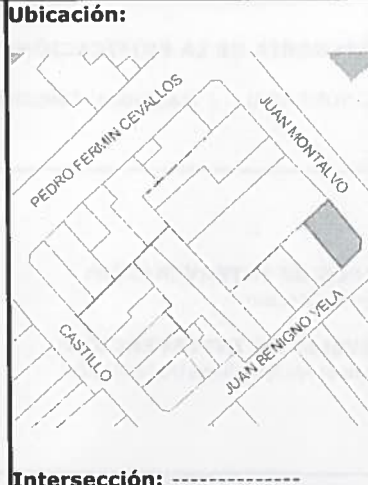 Ubicación:
PEDRO FERMIN CEVALLOS
JUAN MONTALVO
CASTILLO
JUAN BENIGNO VELA
Intersección: --------------